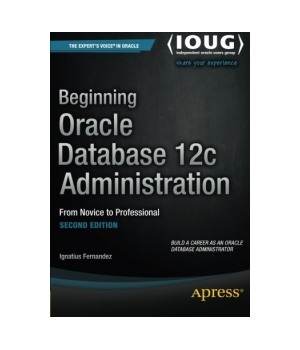 THE EXPERT'S VOICE® IN ORACLE
IOUG
independent oracle users group
share your experience
Beginning
Oracle
Database 12c
Administration
From Novice to Professional
SECOND EDITION
Ignatius Fernandez
BUILD A CAREER AS AN ORACLE
DATABASE ADMINISTRATOR
Apress®